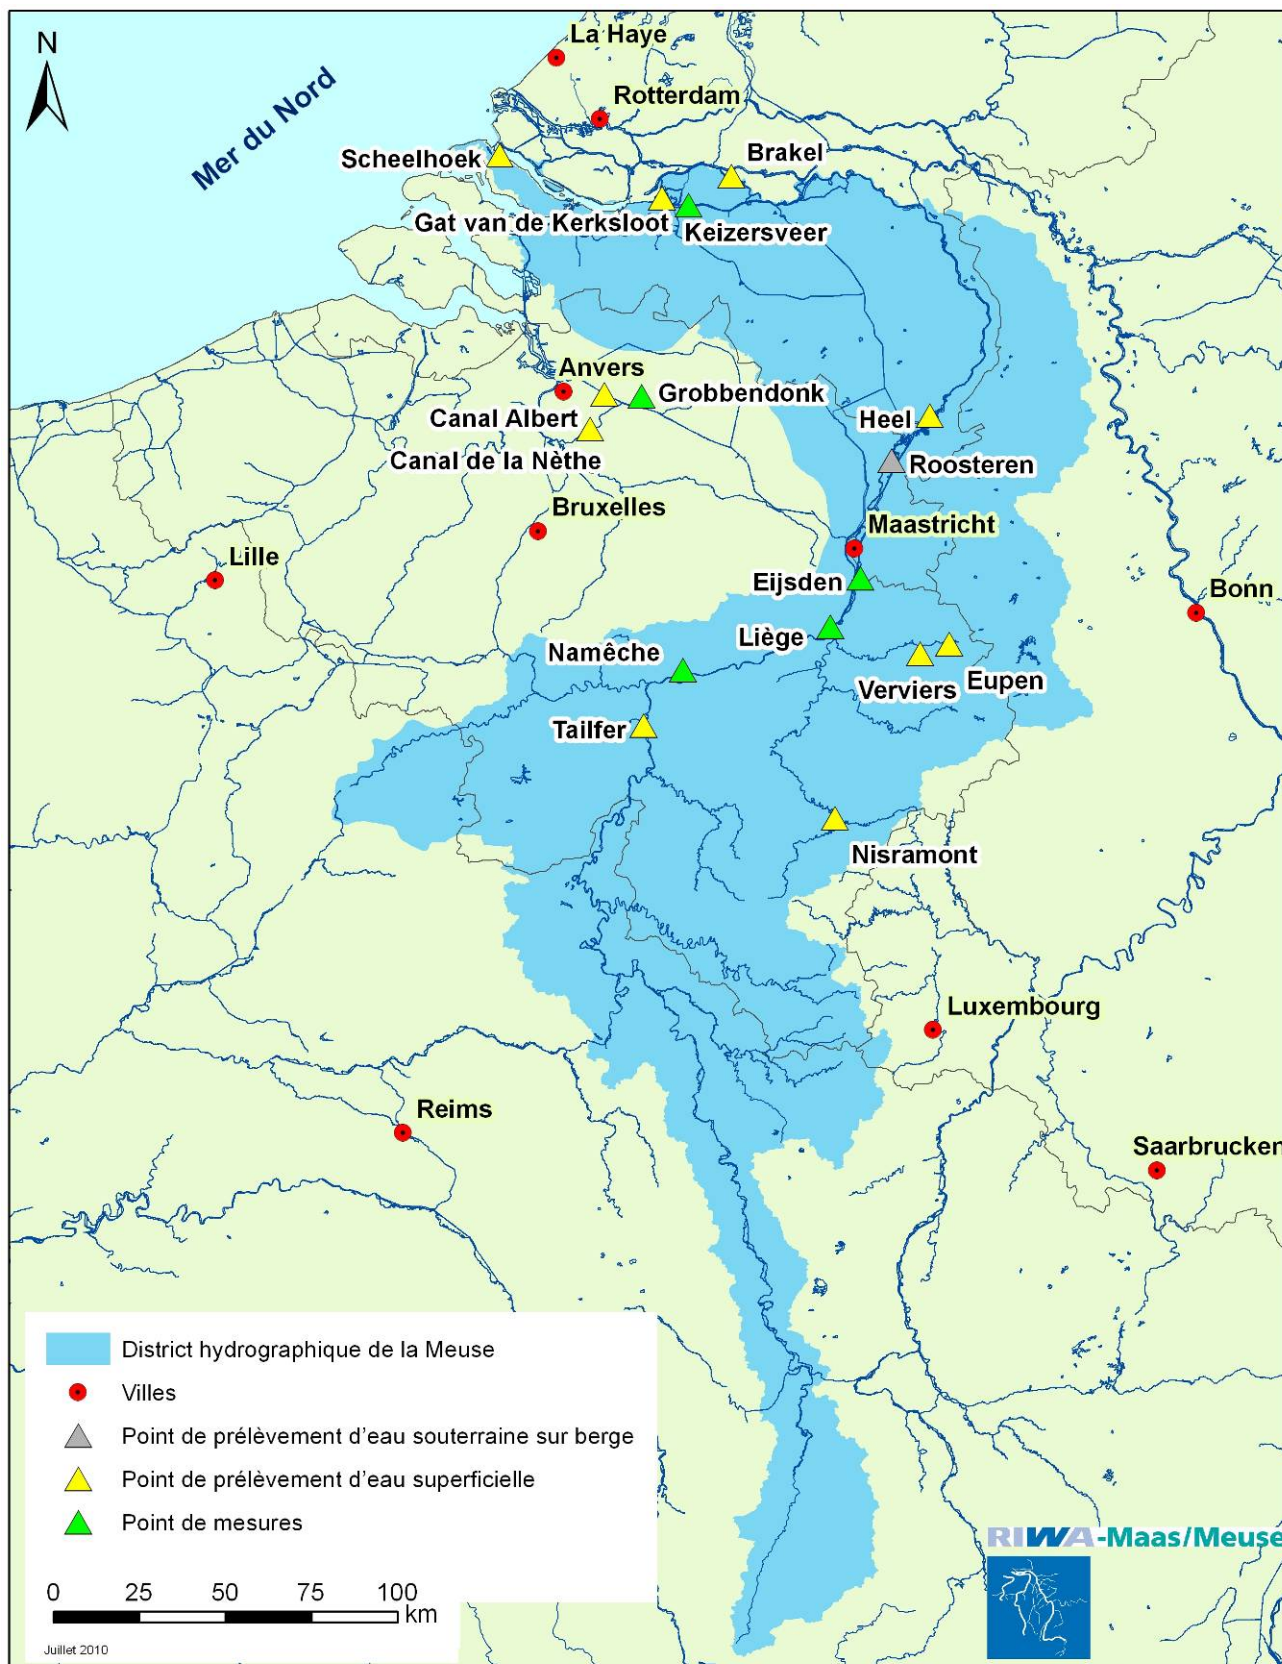 N
Mer du Nord
La Haye
Rotterdam
Scheelhoek
Brakel
Gat van de Kerksloot
Keizersveer
Anvers
Grobbendonk
Canal Albert
Heel
Canal de la Nèthe
Roosteren
Bruxelles
Maastricht
Lille
Eijsden
Bonn
Liège
Namêche
Verviers
Eupen
Tailfer
Nisramont
Luxembourg
Reims
Saarbrucken
District hydrographique de la Meuse
Villes
Point de prélèvement d'eau souterraine sur berge
Point de prélèvement d'eau superficielle
Point de mesures
0 25 50 75 100
km
Juillet 2010
RIWA-Maas/Meuse